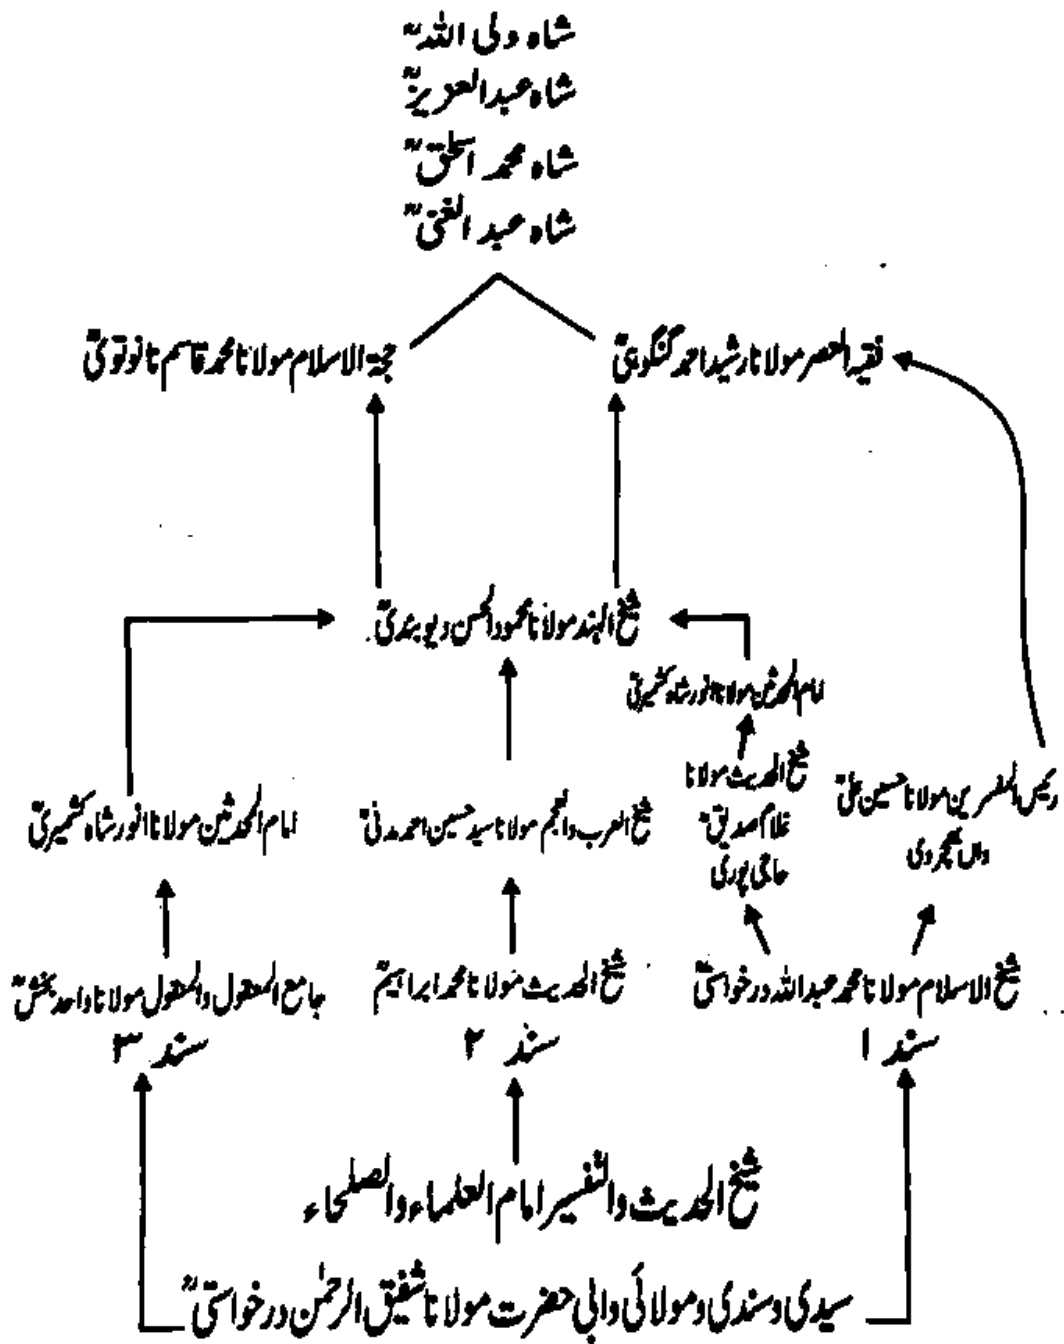 شاہ ولی اللہؒ
شاہ عبدالعزیزؒ
شاہ محمد اسحٰقؒ
شاہ عبدالغنیؒ
فقیہ العصر مولانا رشید احمد گنگوہیؒ
حجۃ الاسلام مولانا محمد قاسم نانوتویؒ
شیخ الہند مولانا محمود الحسن دیوبندیؒ
امام المحدثین مولانا انور شاہ کشمیریؒ
شیخ الحدیث مولانا
غلام صدیقؒ
حاجی پوری
رئیس المفسرین مولانا حسین علیؒ
واں بھچروی
شیخ العرب والعجم مولانا سید حسین احمد مدنیؒ
امام المحدثین مولانا انور شاہ کشمیریؒ
شیخ الاسلام مولانا محمد عبداللہ درخواستیؒ
سند ۱
شیخ الحدیث مولانا محمد ابراہیمؒ
سند ۲
جامع المعقول والمنقول مولانا واحد بخشؒ
سند ۳
شیخ الحدیث والتفسیر امام العلماء والصلحاء
سیدی وسندی ومولائی وابی حضرت مولانا شفیق الرحمٰن درخواستیؒ